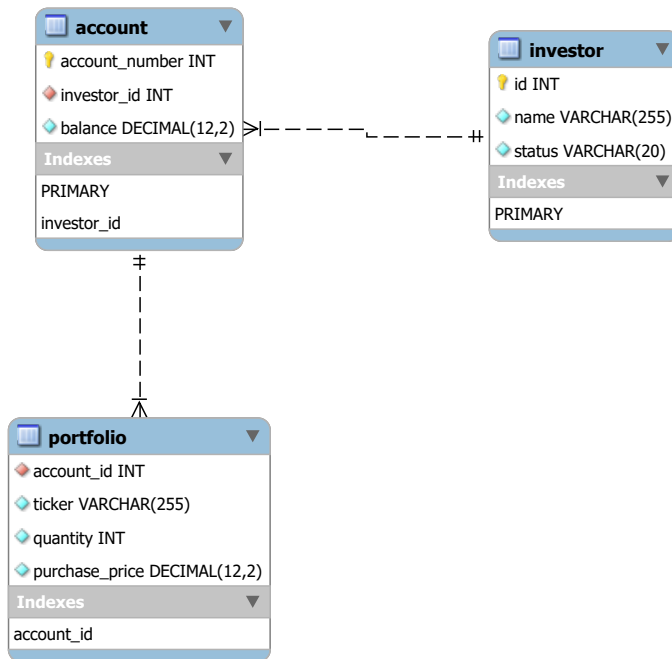 account
account_number INT
investor_id INT
balance DECIMAL(12,2)
Indexes
PRIMARY
investor_id
investor
id INT
name VARCHAR(255)
status VARCHAR(20)
Indexes
PRIMARY
portfolio
account_id INT
ticker VARCHAR(255)
quantity INT
purchase_price DECIMAL(12,2)
Indexes
account_id